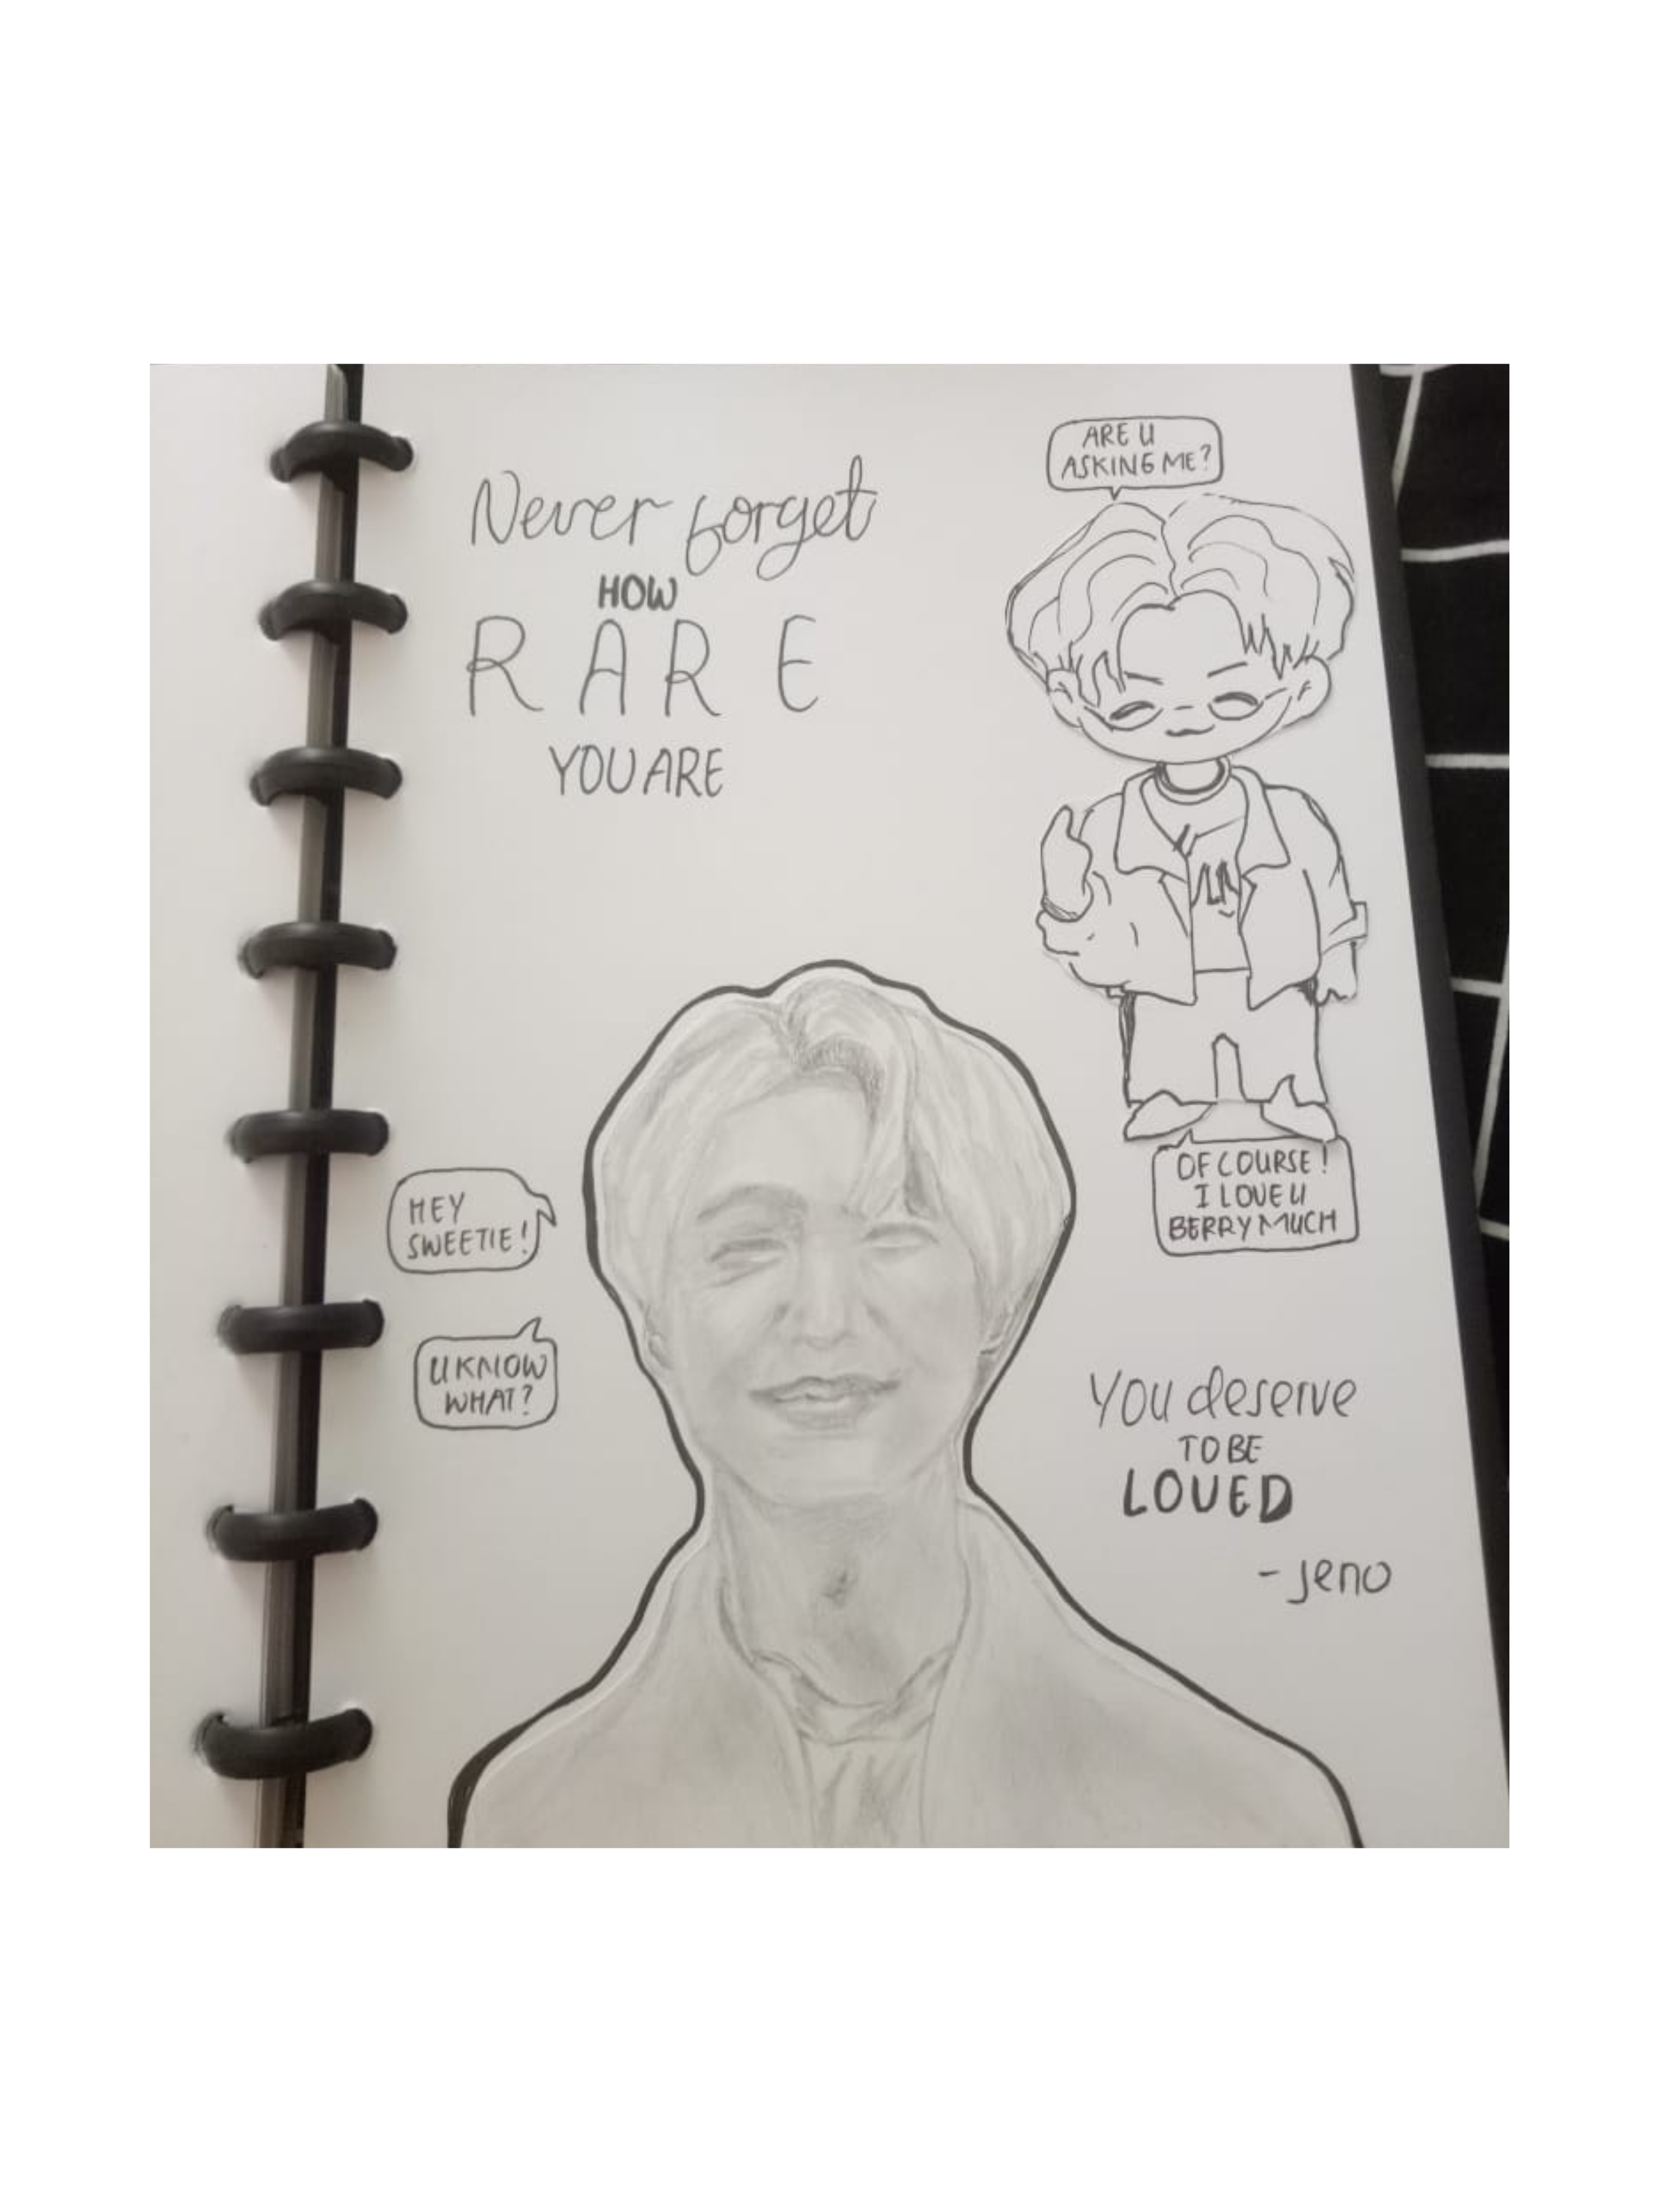 Never forget
HOW
RARE
YOU ARE
ARE U
ASKING ME?
HEY
SWEETIE!
U KNOW
WHAT?
OF COURSE!
I LOVE U
BERRY MUCH
You deserve
TO BE
LOVED
- Jeno